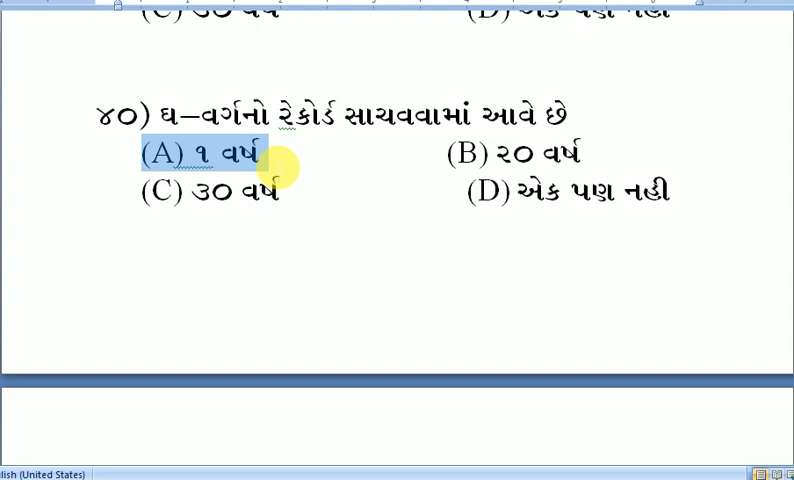 ૪૦) ઘ–વર્ગનો રેકોર્ડ સાચવવામાં આવે છે
(A) ૧ વર્ષ (B) ૨૦ વર્ષ
(C) ૩૦ વર્ષ (D) એક પણ નહી
lish (United States)